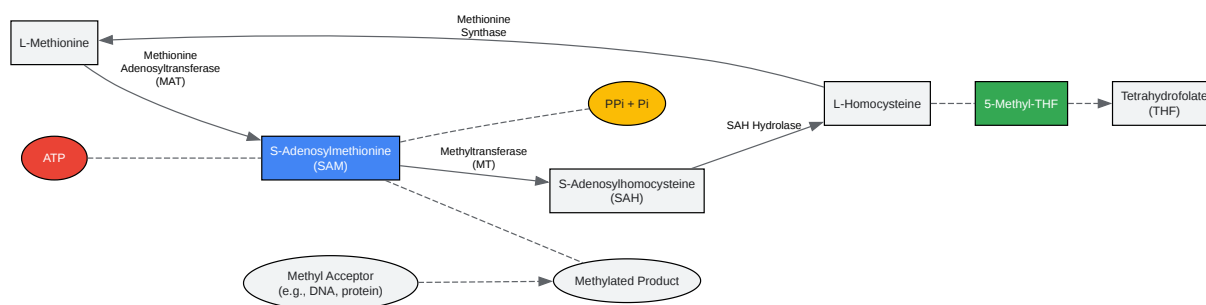 Methionine
Synthase
L-Methionine
Methionine
Adenosyltransferase
(MAT)
PPi + Pi
L-Homocysteine
5-Methyl-THF
Tetrahydrofolate
(THF)
SAH Hydrolase
ATP
S-Adenosylmethionine
(SAM)
Methyltransferase
(MT)
S-Adenosylhomocysteine
(SAH)
Methyl Acceptor
(e.g., DNA, protein)
Methylated Product